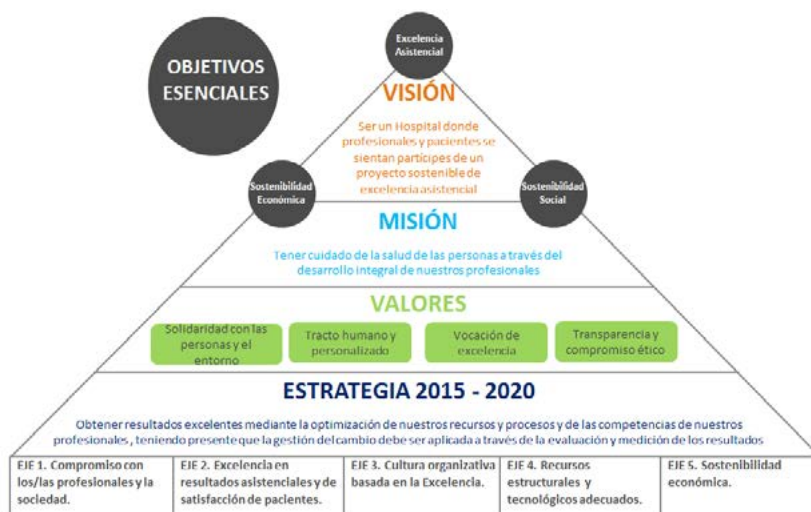 OBJETIVOS
ESENCIALES
Excelencia
Asistencial
VISIÓN
Ser un Hospital donde
profesionales y pacientes se
sientan partícipes de un
proyecto sostenible de
excelencia asistencial
Sostenibilidad
Económica
Sostenibilidad
Social
MISIÓN
Tener cuidado de la salud de las personas a través del
desarrollo integral de nuestros profesionales
VALORES
Solidaridad con las
personas y el
entorno
Tracto humano y
personalizado
Vocación de
excelencia
Transparencia y
compromiso ético
ESTRATEGIA 2015 - 2020
Obtener resultados excelentes mediante la optimización de nuestros recursos y procesos y de las competencias de nuestros
profesionales , teniendo presente que la gestión del cambio debe ser aplicada a través de la evaluación y medición de los resultados
EJE 1. Compromiso con
los/las profesionales y la
sociedad.
EJE 2. Excelencia en
resultados asistenciales y de
satisfacción de pacientes.
EJE 3. Cultura organizativa
basada en la Excelencia.
EJE 4. Recursos
estructurales y
tecnológicos adecuados.
EJE 5. Sostenibilidad
económica.